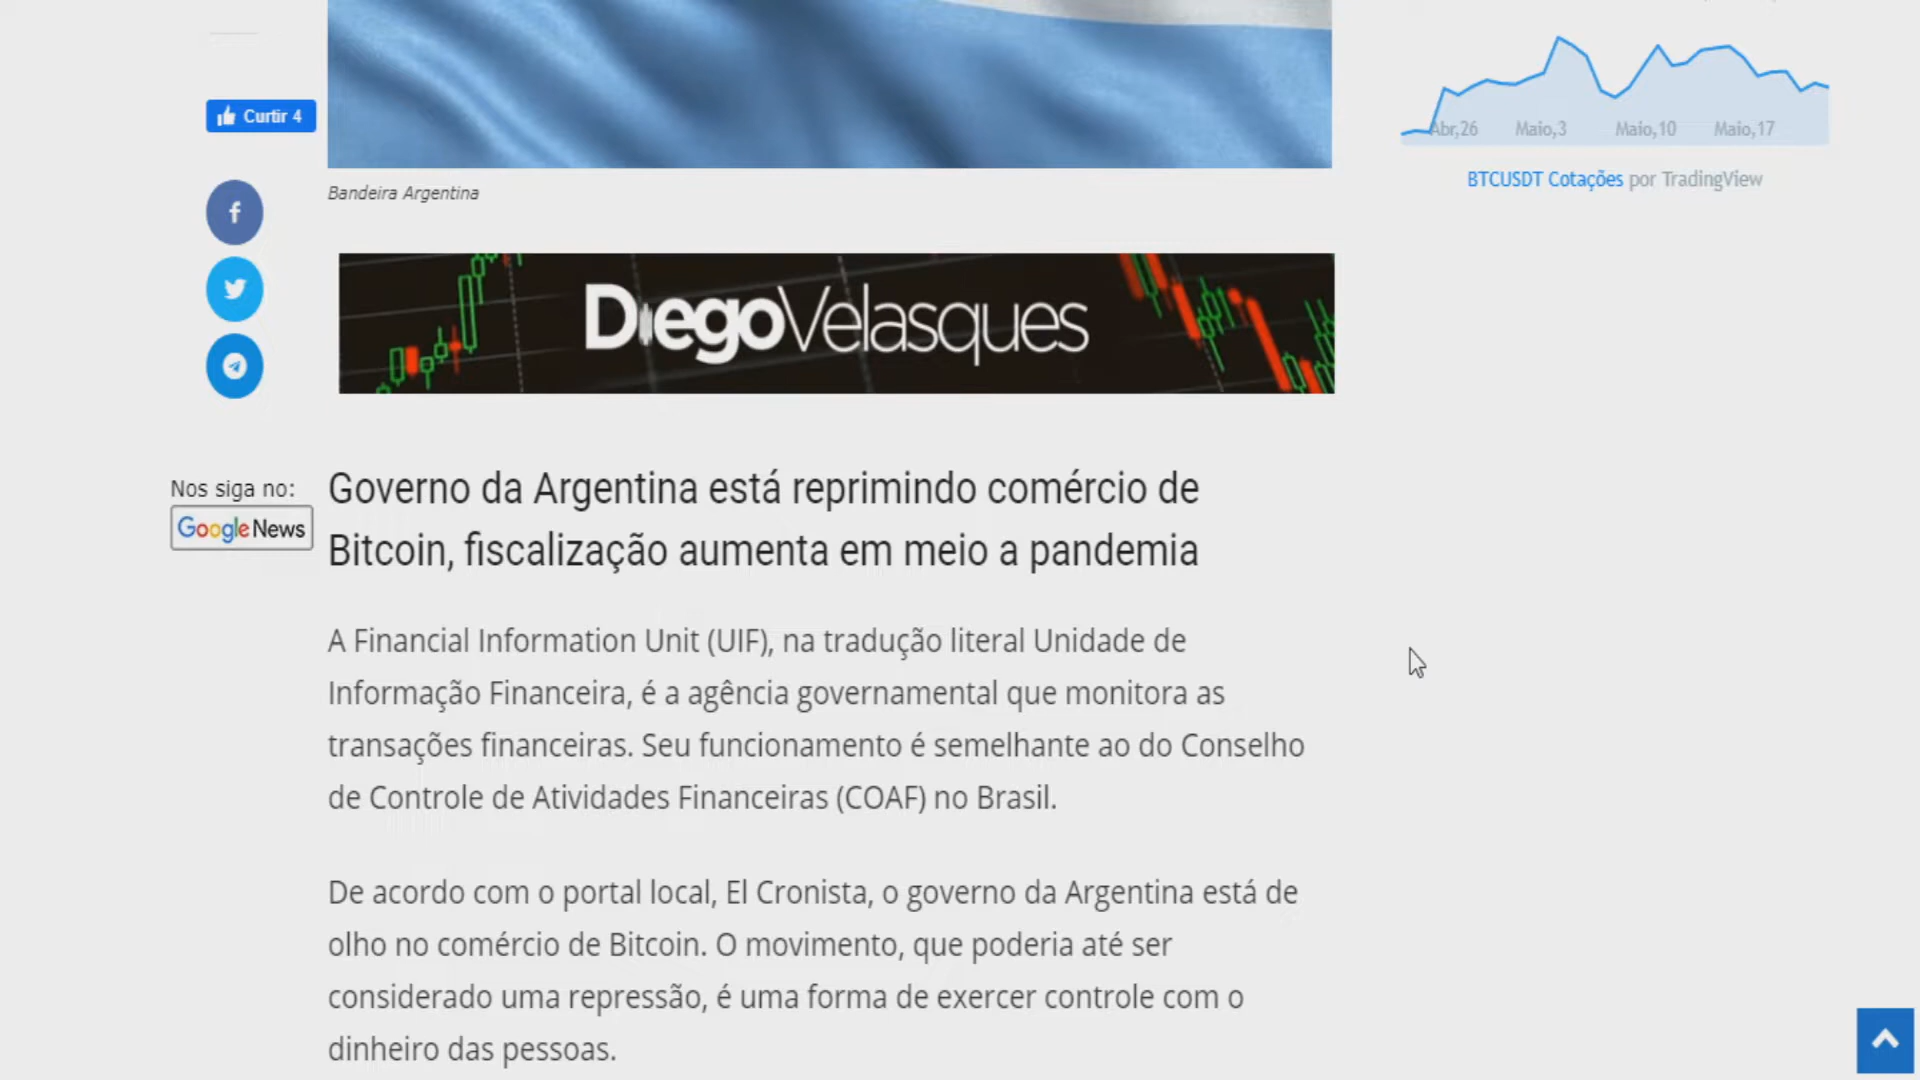 Curtir 4
Bandeira Argentina
Abr,26 Maio,3 Maio,10 Maio,17
BTCUSDT Cotações por TradingView
f
DiegoVelasques
Nos siga no:
Google News
Governo da Argentina está reprimindo comércio de
Bitcoin, fiscalização aumenta em meio a pandemia
A Financial Information Unit (UIF), na tradução literal Unidade de
Informação Financeira, é a agência governamental que monitora as
transações financeiras. Seu funcionamento é semelhante ao do Conselho
de Controle de Atividades Financeiras (COAF) no Brasil.
De acordo com o portal local, El Cronista, o governo da Argentina está de
olho no comércio de Bitcoin. O movimento, que poderia até ser
considerado uma repressão, é uma forma de exercer controle com o
dinheiro das pessoas.